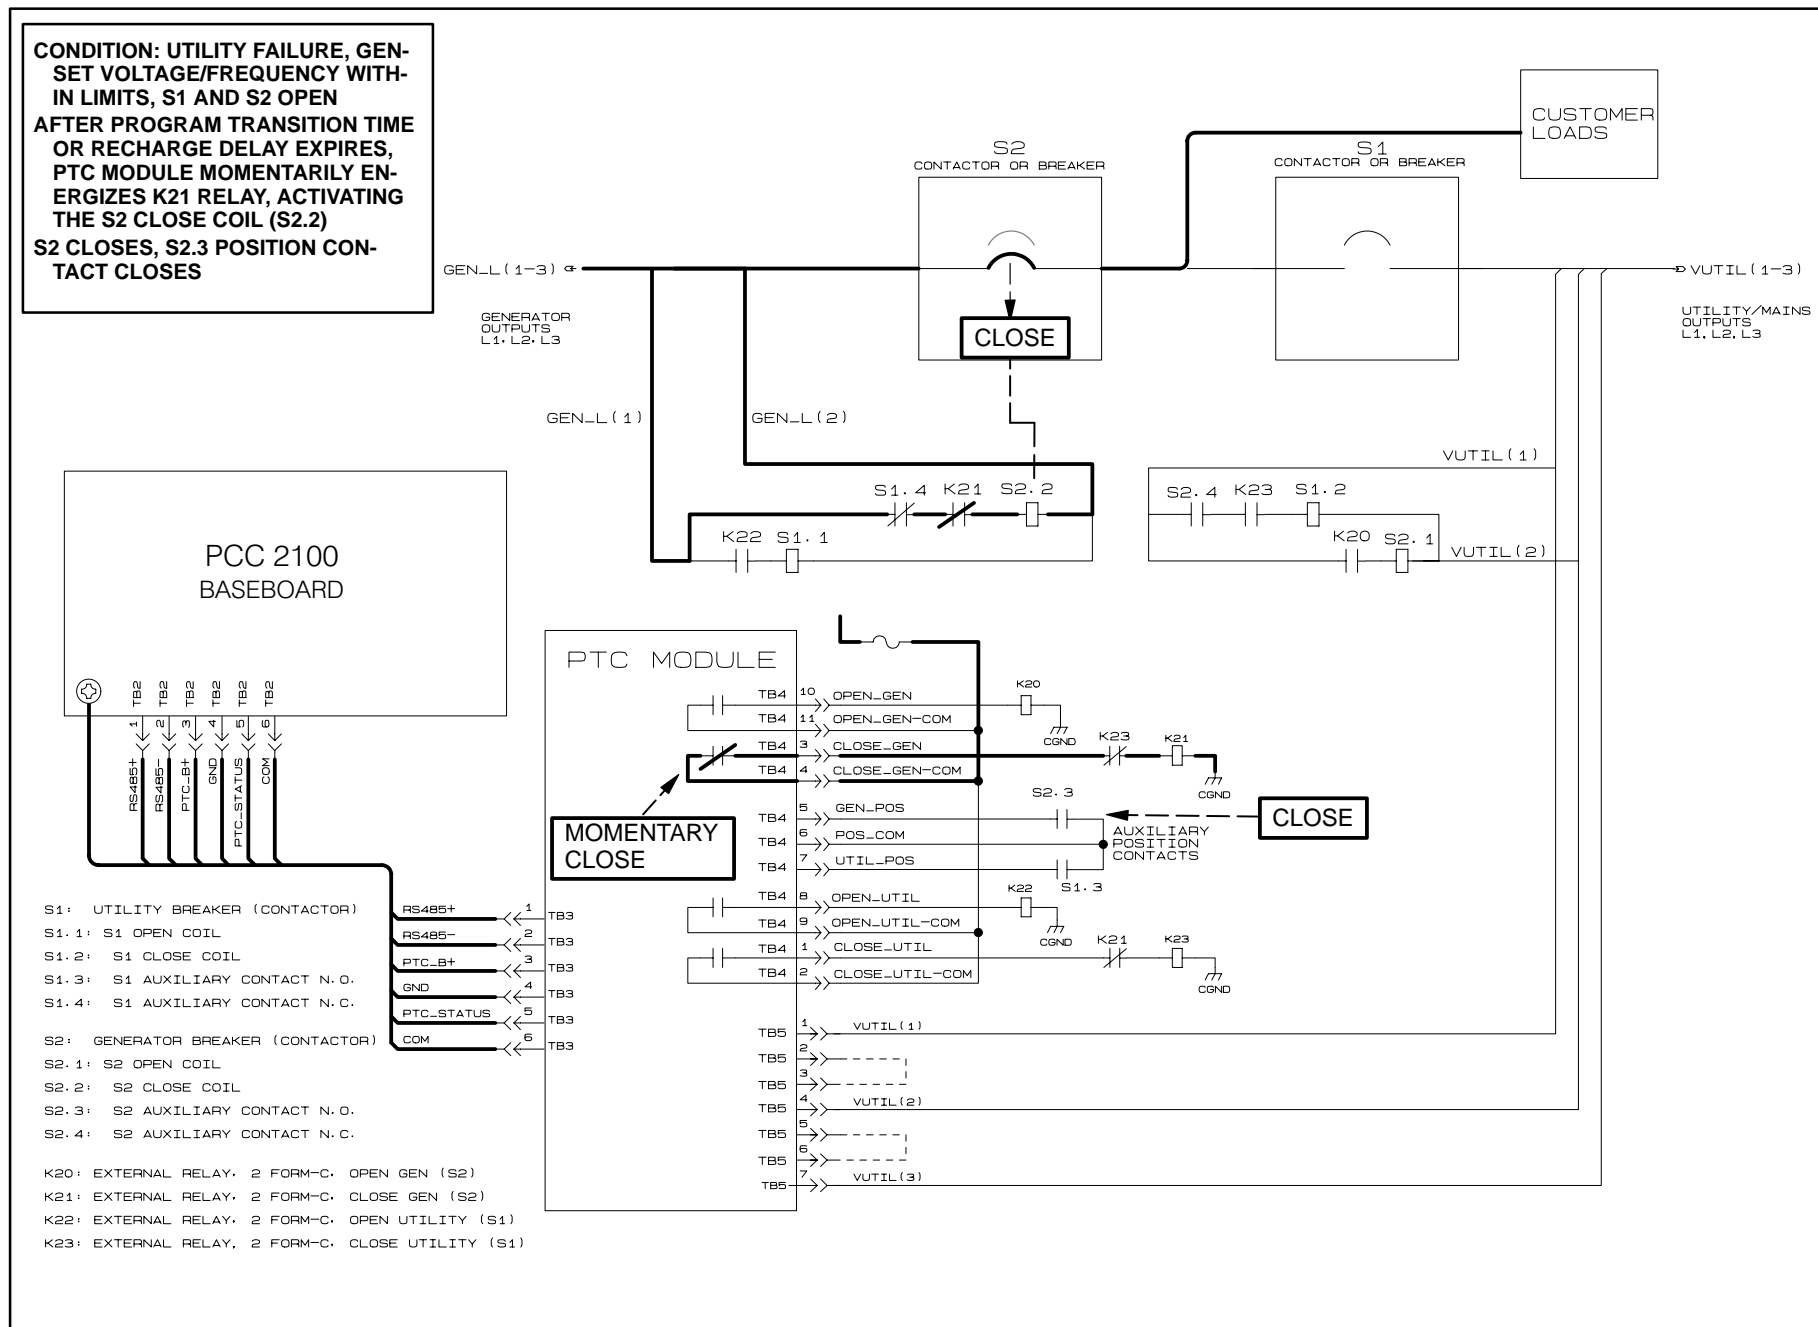 CONDITION: UTILITY FAILURE, GEN-
SET VOLTAGE/FREQUENCY WITH-
IN LIMITS, S1 AND S2 OPEN
AFTER PROGRAM TRANSITION TIME
OR RECHARGE DELAY EXPIRES,
PTC MODULE MOMENTARILY EN-
ERGIZES K21 RELAY, ACTIVATING
THE S2 CLOSE COIL (S2.2)
S2 CLOSES, S2.3 POSITION CON-
TACT CLOSES
CUSTOMER
LOADS
S2
CONTACTOR OR BREAKER
S1
CONTACTOR OR BREAKER
GEN_L(1-3)
GENERATOR
OUTPUTS
L1. L2. L3
CLOSE
VUTIL(1-3)
UTILITY/MAINS
OUTPUTS
L1, L2, L3
GEN_L(1)
GEN_L(2)
VUTIL(1)
S1.4 K21 S2.2
K22 S1.1
S2.4 K23 S1.2
K20 S2.1
VUTIL(2)
PCC 2100
BASEBOARD
TB2 TB2 TB2 TB2 TB2 TB2
1 2 3 4 5 6
RS485+
RS485-
PTC_B+
GND
PTC_STATUS
COM
PTC MODULE
TB4 10 OPEN_GEN
K20
CGND
TB4 11 OPEN_GEN-COM
TB4 3 CLOSE_GEN
K23 K21
CGND
TB4 4 CLOSE_GEN-COM
MOMENTARY
CLOSE
TB4 5 GEN_POS
S2.3
CLOSE
TB4 6 POS_COM
AUXILIARY
POSITION
CONTACTS
TB4 7 UTIL_POS
S1.3
TB4 8 OPEN_UTIL
K22
CGND
TB4 9 OPEN_UTIL-COM
TB4 1 CLOSE_UTIL
K21 K23
CGND
TB4 2 CLOSE_UTIL-COM
RS485+ 1 TB3
RS485- 2 TB3
PTC_B+ 3 TB3
GND 4 TB3
PTC_STATUS 5 TB3
COM 6 TB3
TB5 1 VUTIL(1)
TB5 2
TB5 3
TB5 4 VUTIL(2)
TB5 5
TB5 6
TB5 7 VUTIL(3)
S1: UTILITY BREAKER (CONTACTOR)
S1.1: S1 OPEN COIL
S1.2: S1 CLOSE COIL
S1.3: S1 AUXILIARY CONTACT N.O.
S1.4: S1 AUXILIARY CONTACT N.C.
S2: GENERATOR BREAKER (CONTACTOR)
S2.1: S2 OPEN COIL
S2.2: S2 CLOSE COIL
S2.3: S2 AUXILIARY CONTACT N.O.
S2.4: S2 AUXILIARY CONTACT N.C.
K20: EXTERNAL RELAY. 2 FORM-C. OPEN GEN (S2)
K21: EXTERNAL RELAY. 2 FORM-C. CLOSE GEN (S2)
K22: EXTERNAL RELAY. 2 FORM-C. OPEN UTILITY (S1)
K23: EXTERNAL RELAY, 2 FORM-C. CLOSE UTILITY (S1)